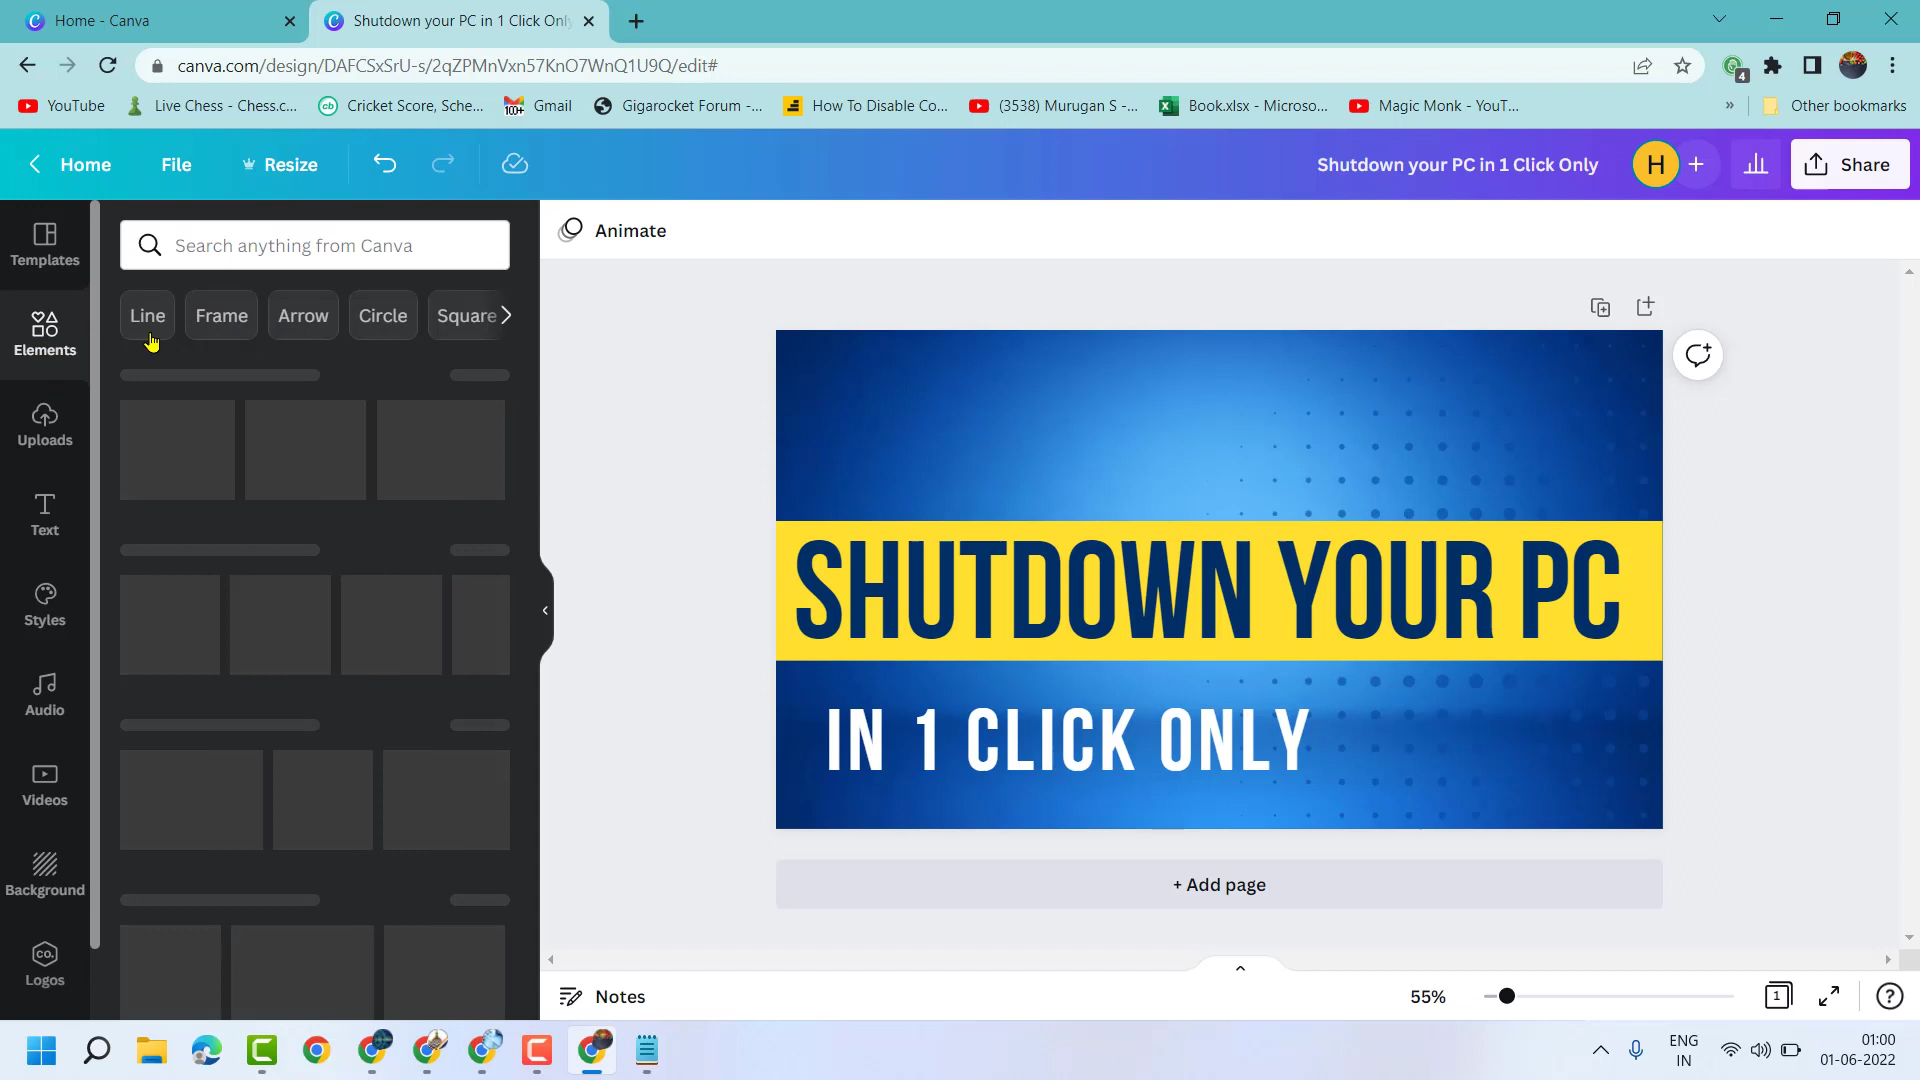 Home - Canva
Shutdown your PC in 1 Click Onl
canva.com/design/DAFCSxSrU-s/2qZPMnVxn57KnO7WnQ1U9Q/edit#
4
YouTube
Live Chess - Chess.c...
Cricket Score, Sche...
100+
Gmail
Gigarocket Forum -...
How To Disable Co...
(3538) Murugan S -...
Book.xlsx - Microso...
Magic Monk - YouT...
»
Other bookmarks
Home
File
Resize
Shutdown your PC in 1 Click Only
H
+
Share
Templates
Elements
Uploads
Text
Styles
Audio
Videos
Background
CO.
Logos
Search anything from Canva
Line
Frame
Arrow
Circle
Square
Animate
SHUTDOWN YOUR PC
IN 1 CLICK ONLY
+ Add page
Notes
55%
1
ENG
IN
01:00
01-06-2022